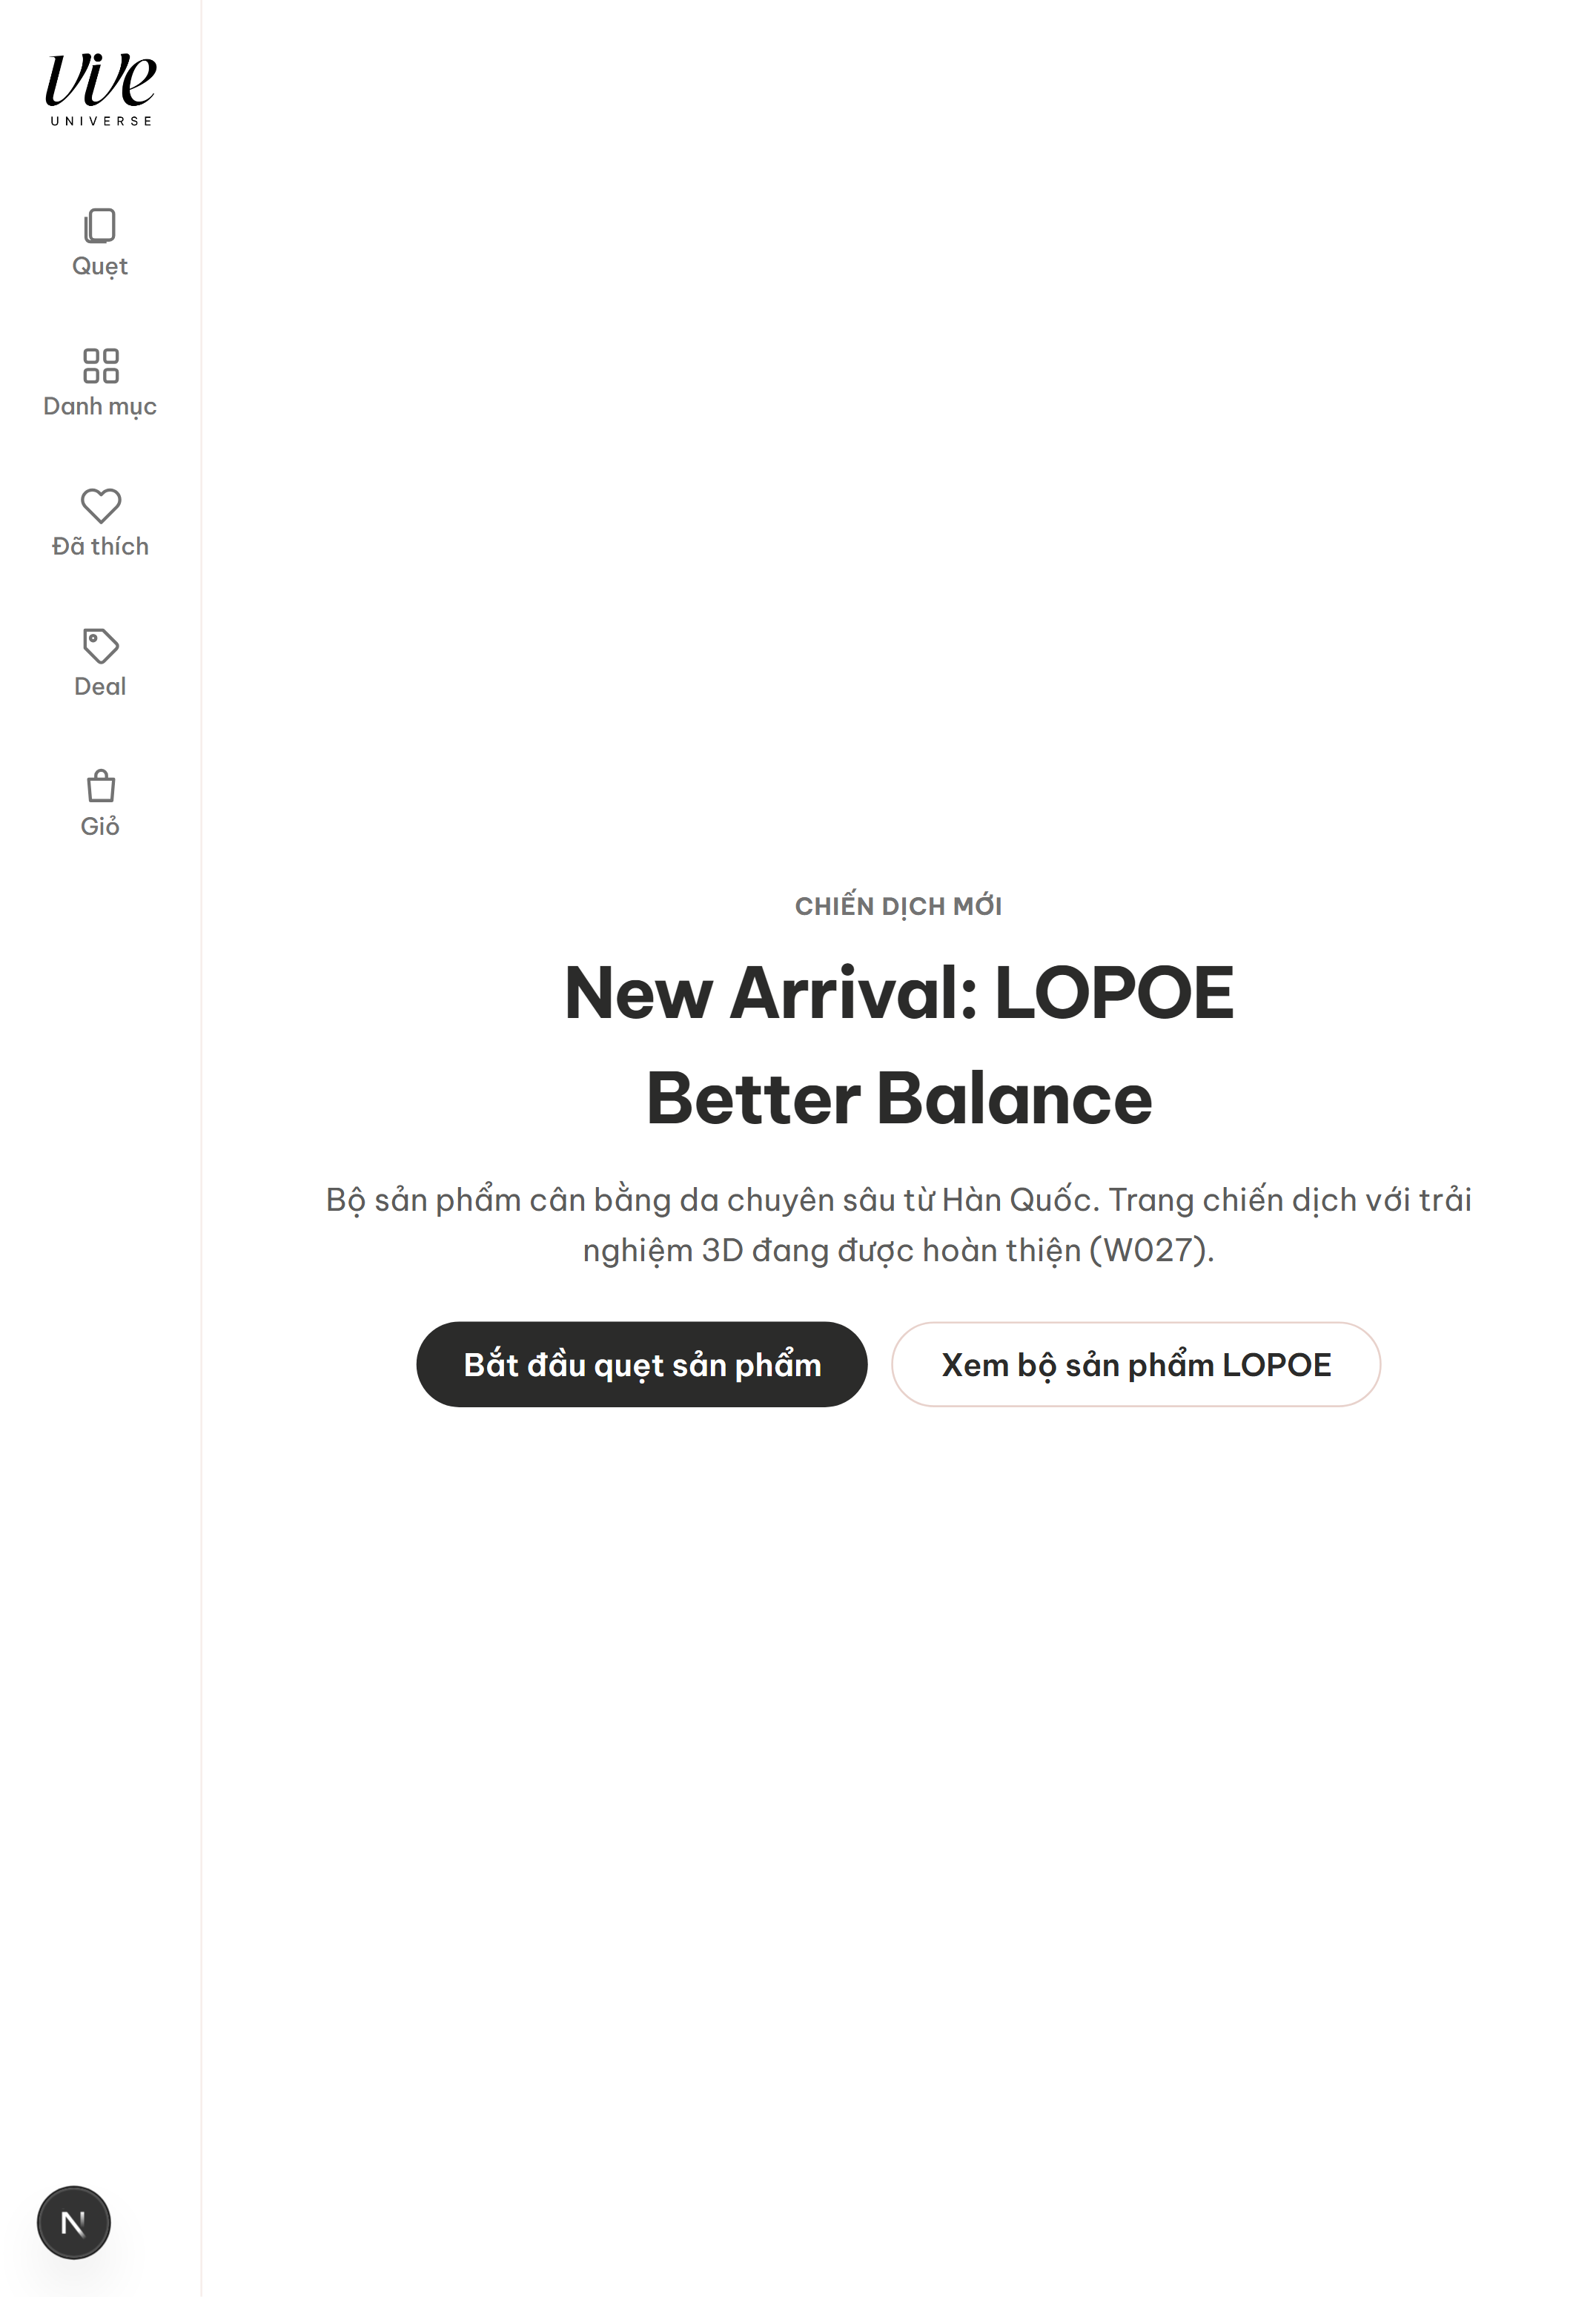 Vive
UNIVERSE
Quẹt
Danh mục
Đã thích
Deal
Giỏ
CHIẾN DỊCH MỚI
New Arrival: LOPOE
Better Balance
Bộ sản phẩm cân bằng da chuyên sâu từ Hàn Quốc. Trang chiến dịch với trải
nghiệm 3D đang được hoàn thiện (W027).
Bắt đầu quẹt sản phẩm
Xem bộ sản phẩm LOPOE
N